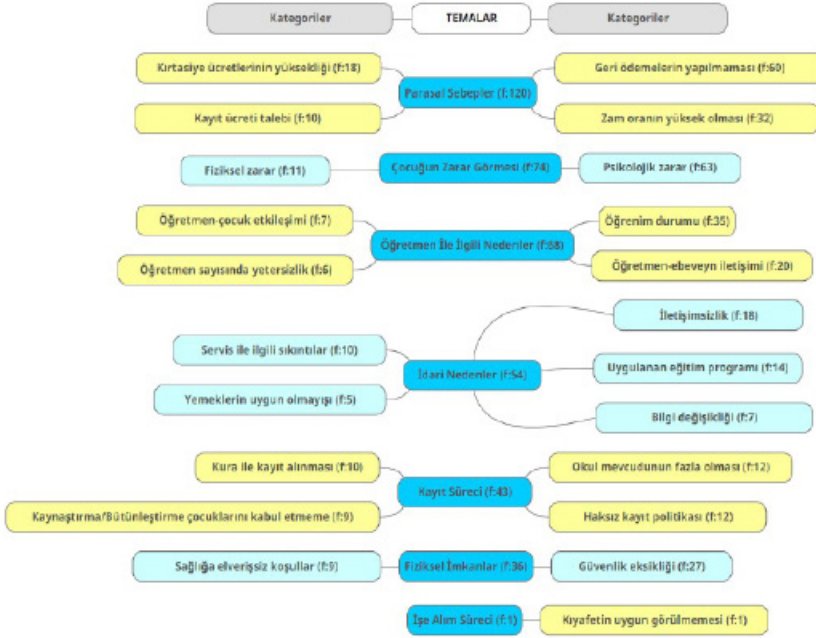 Kategoriler
TEMALAR
Kategoriler
Kırtasiye ücretlerinin yüksekliği (f:18)
Geri ödemelerin yapılmaması (f:60)
Parasal Sebepler (f:120)
Kayıt ücreti talebi (f:10)
Zam oranın yüksek olması (f:32)
Fiziksel zarar (f:11)
Çocuğun Zarar Görmesi (f:74)
Psikolojik zarar (f:63)
Öğretmen-çocuk etkileşimi (f:7)
Öğrenim durumu (f:35)
Öğretmen İle İlgili Nedenler (f:68)
Öğretmen sayısında yetersizlik (f:6)
Öğretmen-ebeveyn iletişimi (f:20)
İletişimsizlik (f:18)
Servis ile ilgili sıkıntılar (f:10)
İdari Nedenler (f:54)
Uygulanan eğitim programı (f:14)
Yemeklerin uygun olmayışı (f:5)
Bilgi değişikliği (f:7)
Kura ile kayıt alınması (f:10)
Okul mevcudunun fazla olması (f:12)
Kayıt Süreci (f:43)
Kaynaştırma/Bütünleştirme çocuklarını kabul etmeme (f:9)
Haksız kayıt politikası (f:12)
Sağlığa elverişsiz koşullar (f:9)
Fiziksel İmkanlar (f:36)
Güvenlik eksikliği (f:27)
İşe Alım Süreci (f:1)
Kıyafetin uygun görülmemesi (f:1)